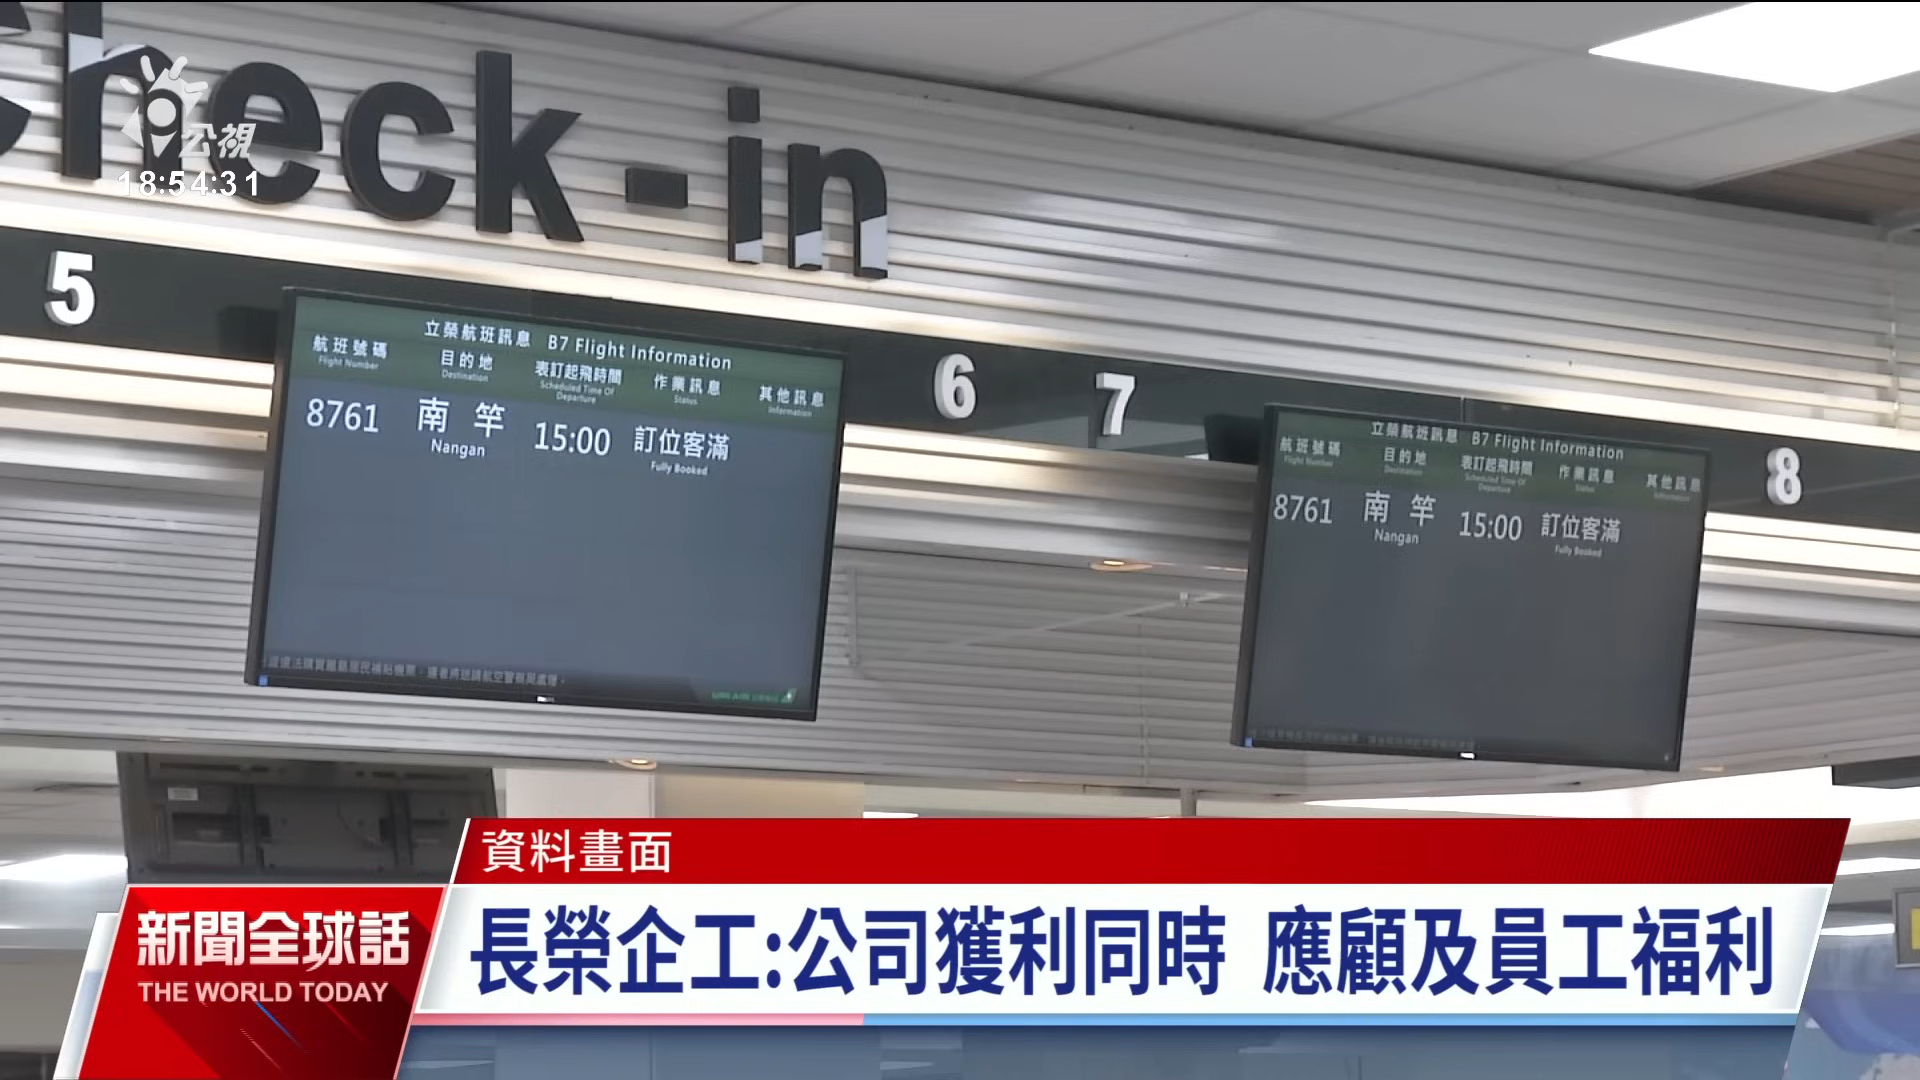 check-in
公視
18:54:31
5
6
7
8
立榮航班訊息 B7 Flight Information
航班號碼 目的地 表訂起飛時間 作業訊息 其他訊息
Flight Number Destination Scheduled Time Of Departure Status Information
8761 南竿 15:00 訂位客滿
Nangan Fully Booked
立榮航班訊息 B7 Flight Information
航班號碼 目的地 表訂起飛時間 作業訊息 其他訊息
Flight Number Destination Scheduled Time Of Departure Status Information
8761 南竿 15:00 訂位客滿
Nangan Fully Booked
資料畫面
新聞全球話
THE WORLD TODAY
長榮企工:公司獲利同時 應顧及員工福利